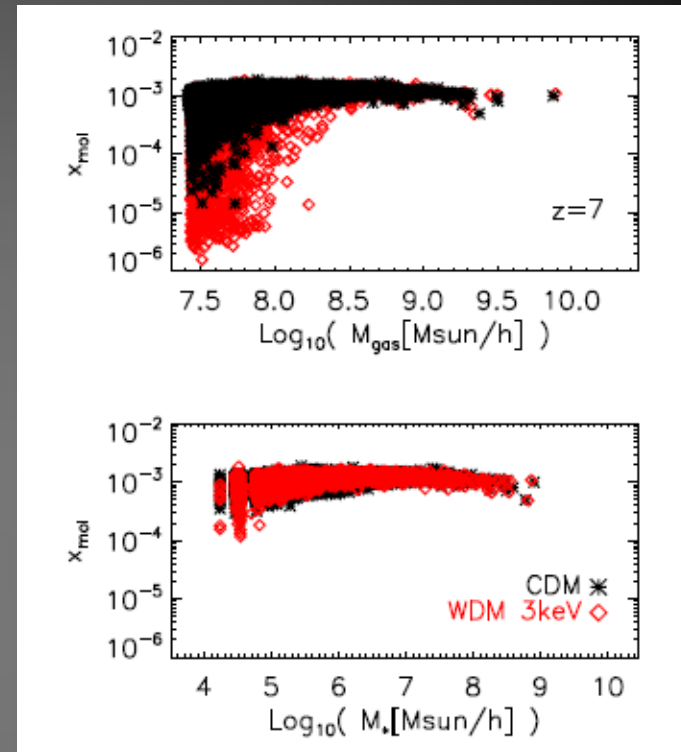 10⁻²
10⁻³
10⁻⁴
10⁻⁵
10⁻⁶
x_mol
z=7
7.5 8.0 8.5 9.0 9.5 10.0
Log₁₀( M_gas[Msun/h] )
10⁻²
10⁻³
10⁻⁴
10⁻⁵
10⁻⁶
x_mol
CDM
WDM 3keV
4 5 6 7 8 9 10
Log₁₀( M_*[Msun/h] )